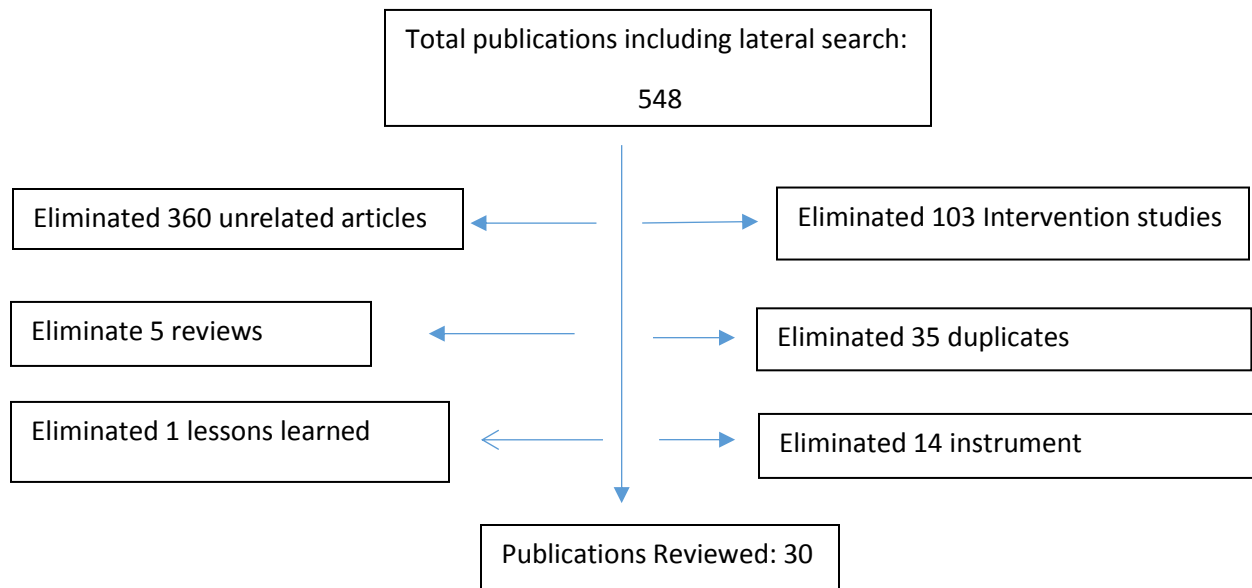 Total publications including lateral search:
548
Eliminated 360 unrelated articles
Eliminated 103 Intervention studies
Eliminate 5 reviews
Eliminated 35 duplicates
Eliminated 1 lessons learned
Eliminated 14 instrument
Publications Reviewed: 30